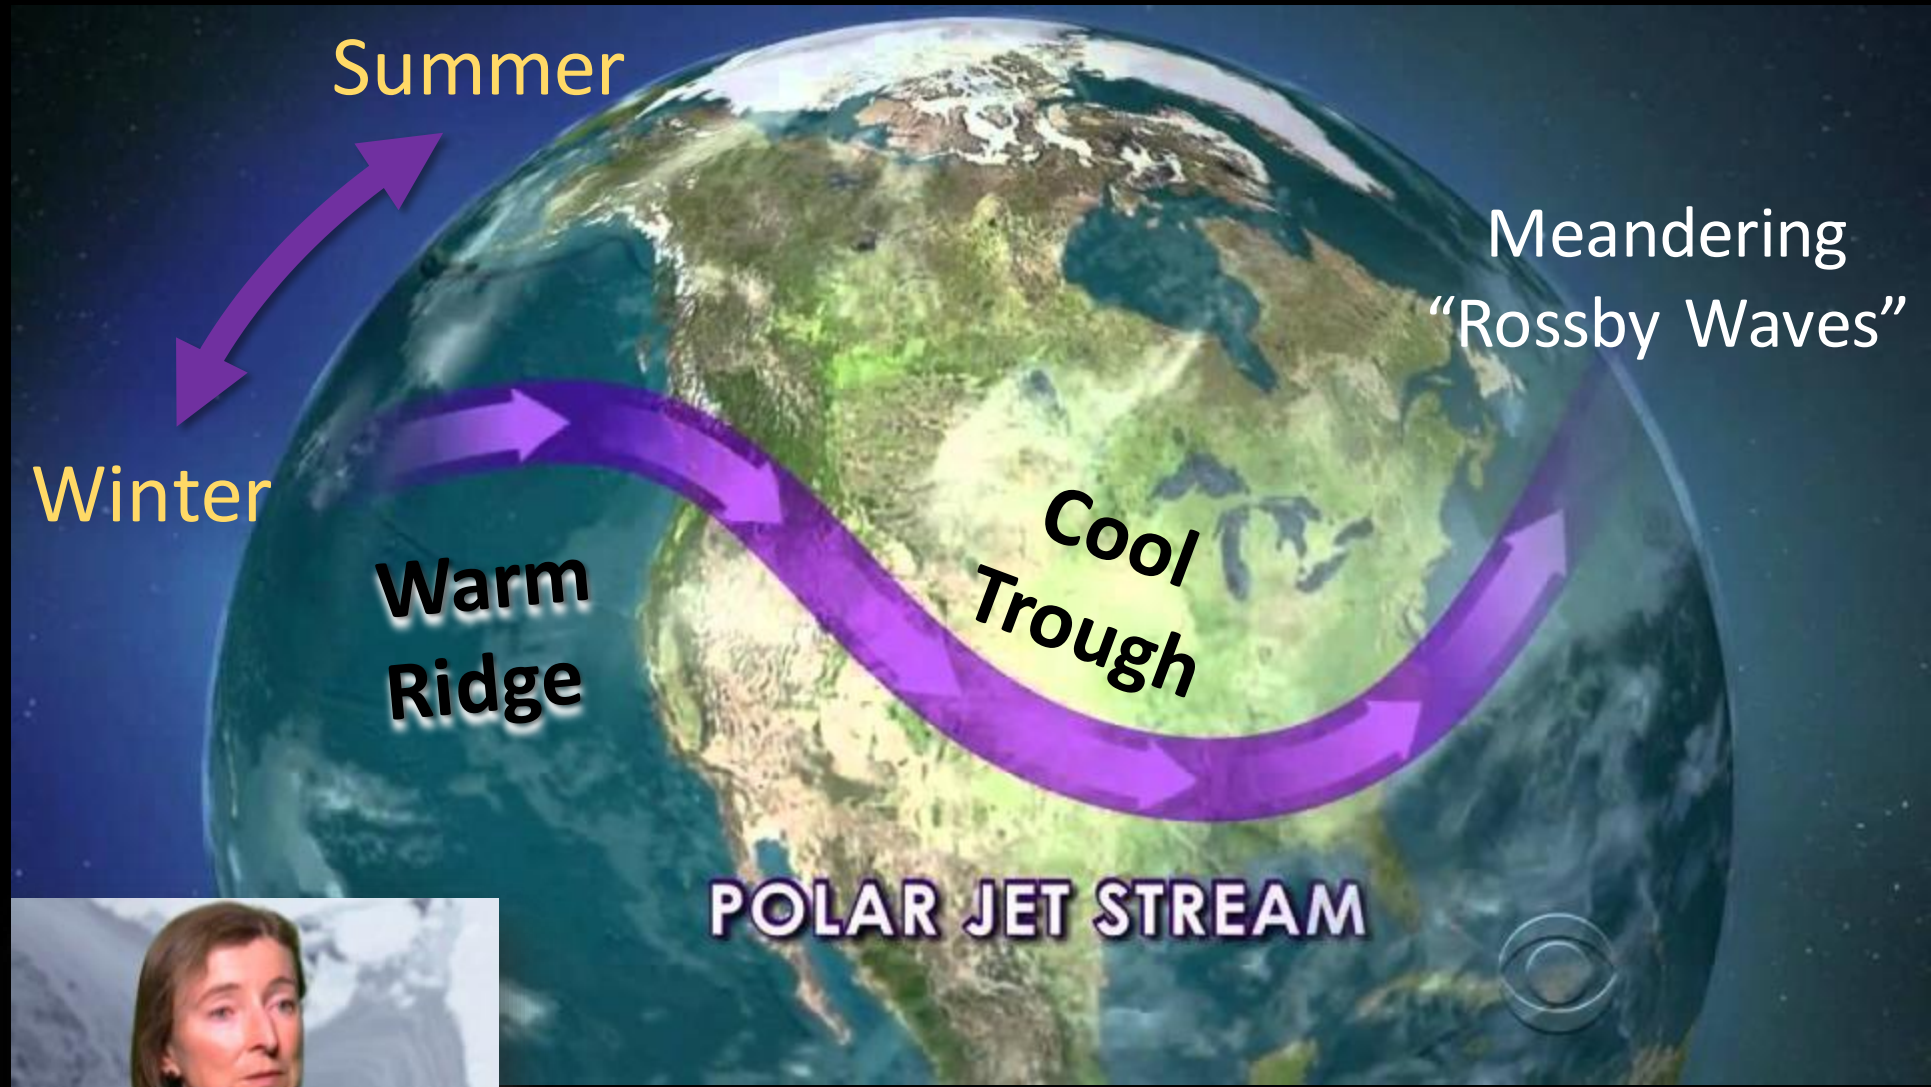 Summer
Meandering
“Rossby Waves”
Winter
Warm
Ridge
Cool
Trough
POLAR JET STREAM